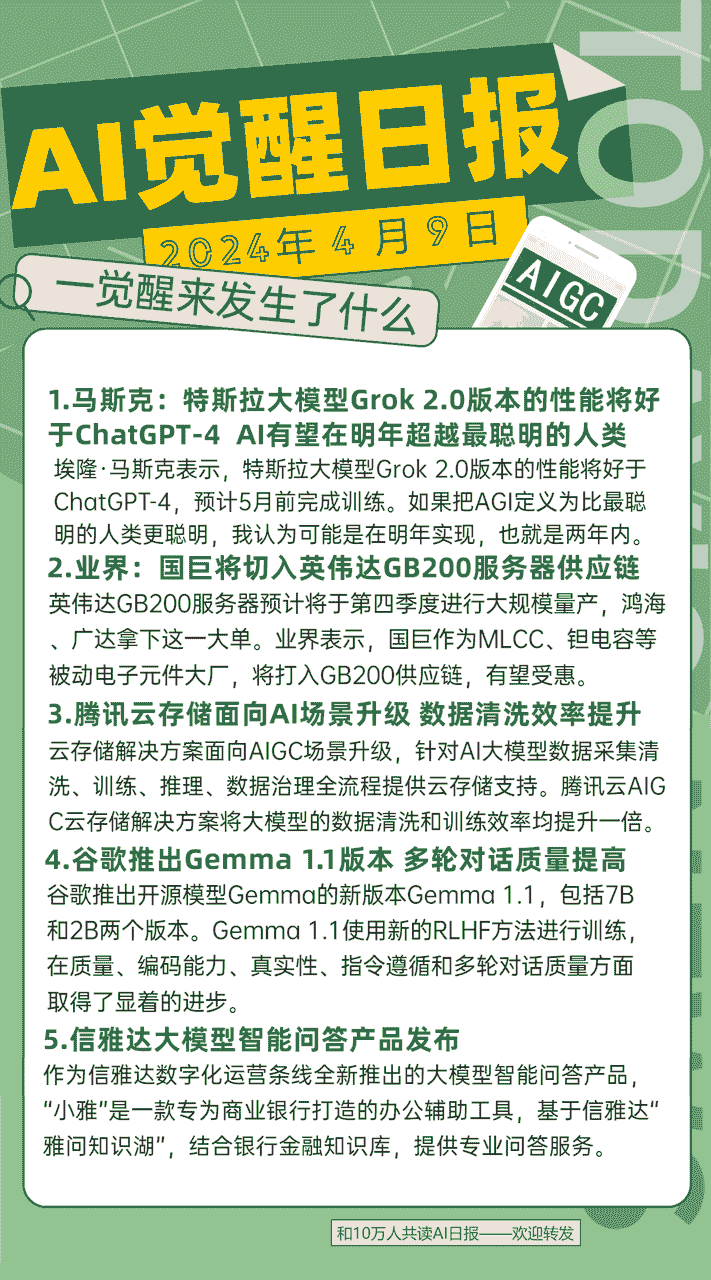 AI觉醒日报
2024年4月9日
一觉醒来发生了什么
AIGC
1.马斯克：特斯拉大模型Grok 2.0版本的性能将好
于ChatGPT-4 AI有望在明年超越最聪明的人类
埃隆·马斯克表示，特斯拉大模型Grok 2.0版本的性能将好于
ChatGPT-4，预计5月前完成训练。如果把AGI定义为比最聪
明的人类更聪明，我认为可能是在明年实现，也就是两年内。
2.业界：国巨将切入英伟达GB200服务器供应链
英伟达GB200服务器预计将于第四季度进行大规模量产，鸿海
、广达拿下这一大单。业界表示，国巨作为MLCC、钽电容等
被动电子元件大厂，将打入GB200供应链，有望受惠。
3.腾讯云存储面向AI场景升级 数据清洗效率提升
云存储解决方案面向AIGC场景升级，针对AI大模型数据采集清
洗、训练、推理、数据治理全流程提供云存储支持。腾讯云AIG
C云存储解决方案将大模型的数据清洗和训练效率均提升一倍。
4.谷歌推出Gemma 1.1版本 多轮对话质量提高
谷歌推出开源模型Gemma的新版本Gemma 1.1，包括7B
和2B两个版本。Gemma 1.1使用新的RLHF方法进行训练，
在质量、编码能力、真实性、指令遵循和多轮对话质量方面
取得了显着的进步。
5.信雅达大模型智能问答产品发布
作为信雅达数字化运营条线全新推出的大模型智能问答产品，
“小雅”是一款专为商业银行打造的办公辅助工具，基于信雅达“
雅问知识湖”，结合银行金融知识库，提供专业问答服务。
和10万人共读AI日报——欢迎转发